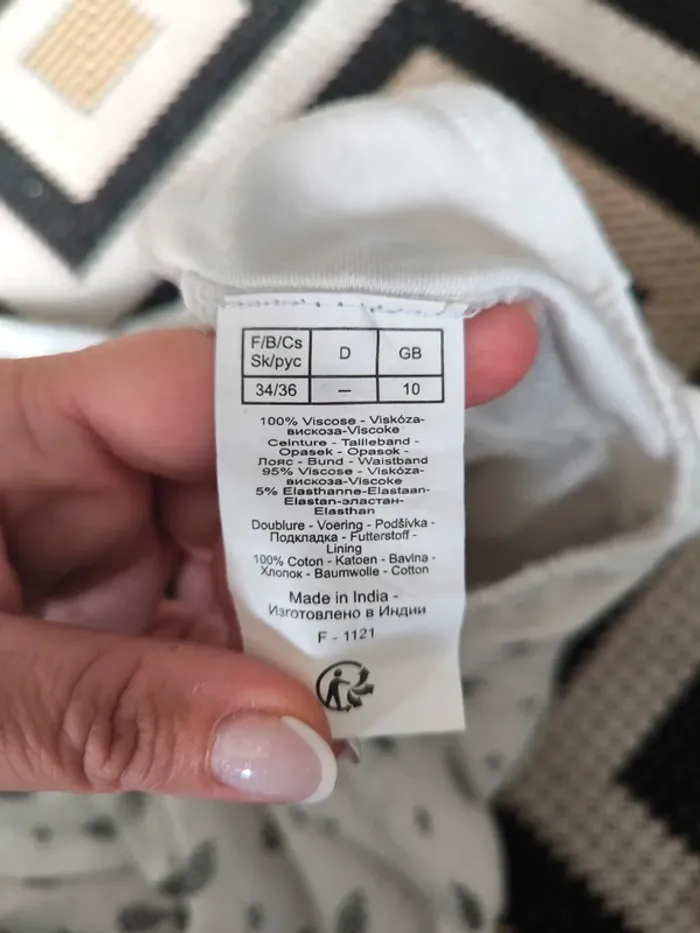 F/B/Cs Sk/рус D GB
34/36 – 10
100% Viscose - Viskóza-
вискоза-Viscoke
Ceinture - Tailleband -
Opasek - Opasok -
Пояс - Bund - Waistband
95% Viscose - Viskóza-
вискоза-Viscoke
5% Elasthanne-Elastaan-
Elastan-эластан-
Elasthan
Doublure - Voering - Podšívka -
Подкладка - Futterstoff -
Lining
100% Coton - Katoen - Bavlna -
Хлопок - Baumwolle - Cotton
Made in India -
Изготовлено в Индии
F - 1121